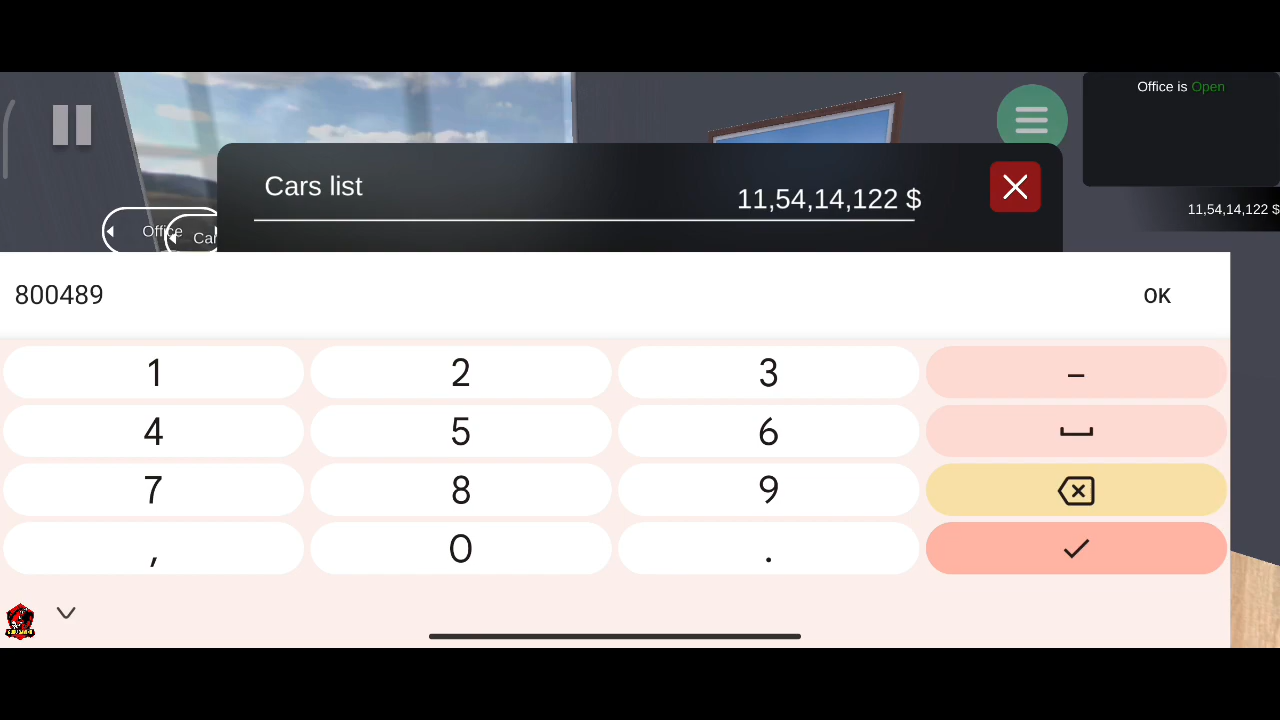 Office is Open
Cars list
11,54,14,122 $
11,54,14,122 $
Office
Car
800489
OK
1 2 3 –
4 5 6
7 8 9
, 0 .